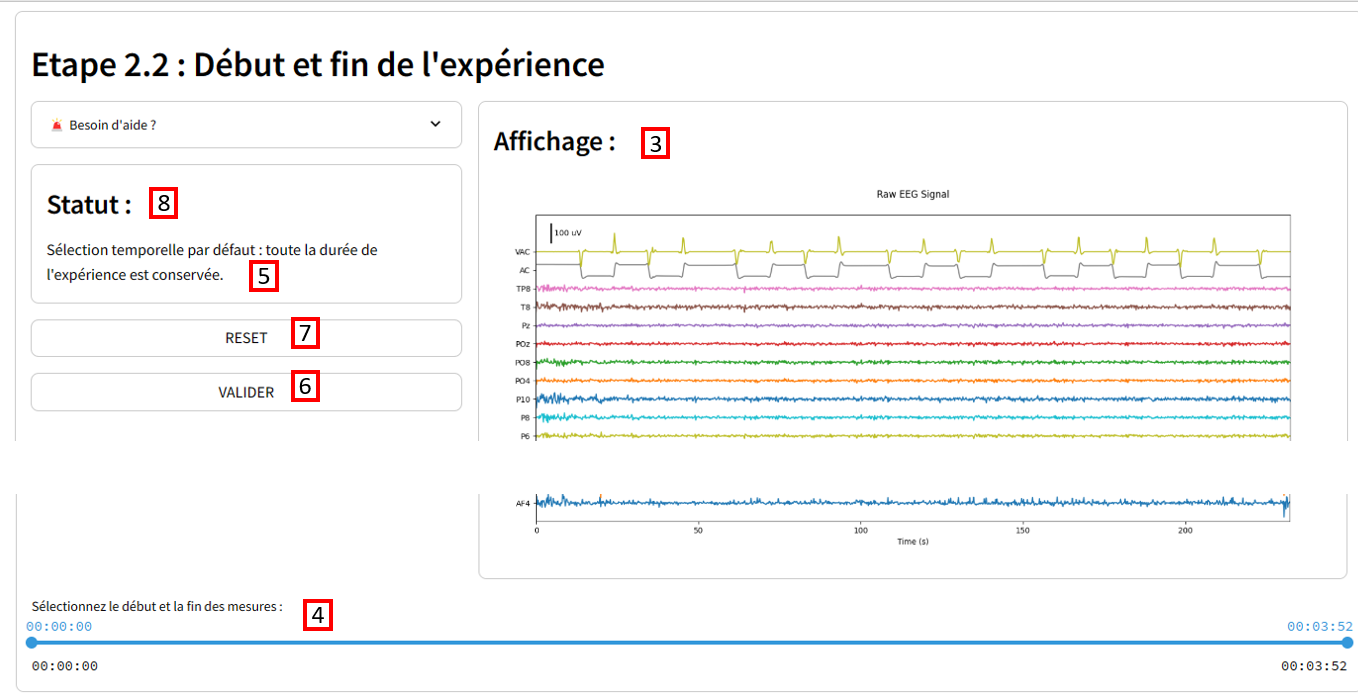 Etape 2.2 : Début et fin de l'expérience
🚨 Besoin d'aide ?
Statut : 8
Sélection temporelle par défaut : toute la durée de
l'expérience est conservée. 5
RESET 7
VALIDER 6
Affichage : 3
Raw EEG Signal
100 uV
VAC
AC
TP8
T8
Pz
POz
PO8
PO4
P10
P8
P6
AF4
0 50 100 150 200
Time (s)
Sélectionnez le début et la fin des mesures : 4
00:00:00 00:03:52
00:00:00 00:03:52